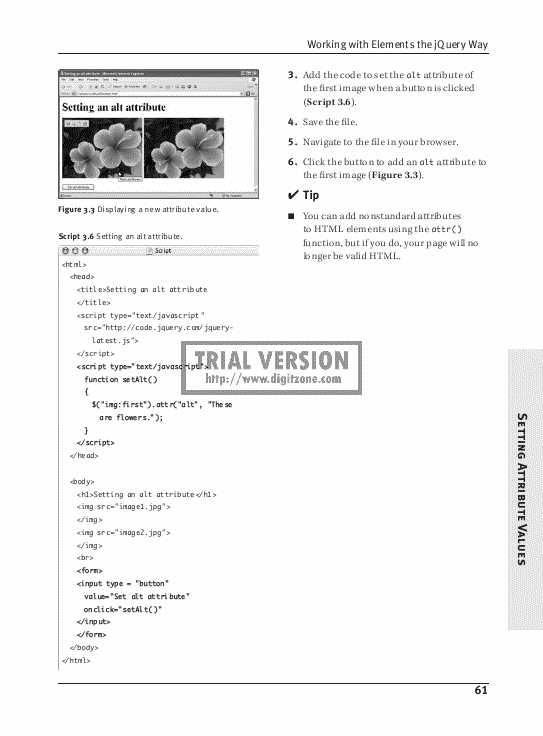 Working with Elements the jQuery Way
Setting an alt attribute
Figure 3.3 Displaying a new attribute value.
Script 3.6 Setting an alt attribute.
Script
<html>
<head>
<title>Setting an alt attribute
</title>
<script type="text/javascript"
src="http://code.jquery.com/jquery-
latest.js">
</script>
<script type="text/javascript">
function setAlt()
{
$("img:first").attr("alt", "These
are flowers.");
}
</script>
</head>
<body>
<h1>Setting an alt attribute</h1>
<img src="image1.jpg">
</img>
<img src="image2.jpg">
</img>
<br>
<form>
<input type = "button"
value="Set alt attribute"
onclick="setAlt()"
</input>
</form>
</body>
</html>
3. Add the code to set the alt attribute of
the first image when a button is clicked
(Script 3.6).
4. Save the file.
5. Navigate to the file in your browser.
6. Click the button to add an alt attribute to
the first image (Figure 3.3).
✔ Tip
■ You can add nonstandard attributes
to HTML elements using the attr()
function, but if you do, your page will no
longer be valid HTML.
TRIAL VERSION
http://www.digitzone.com
Setting Attribute Values
61